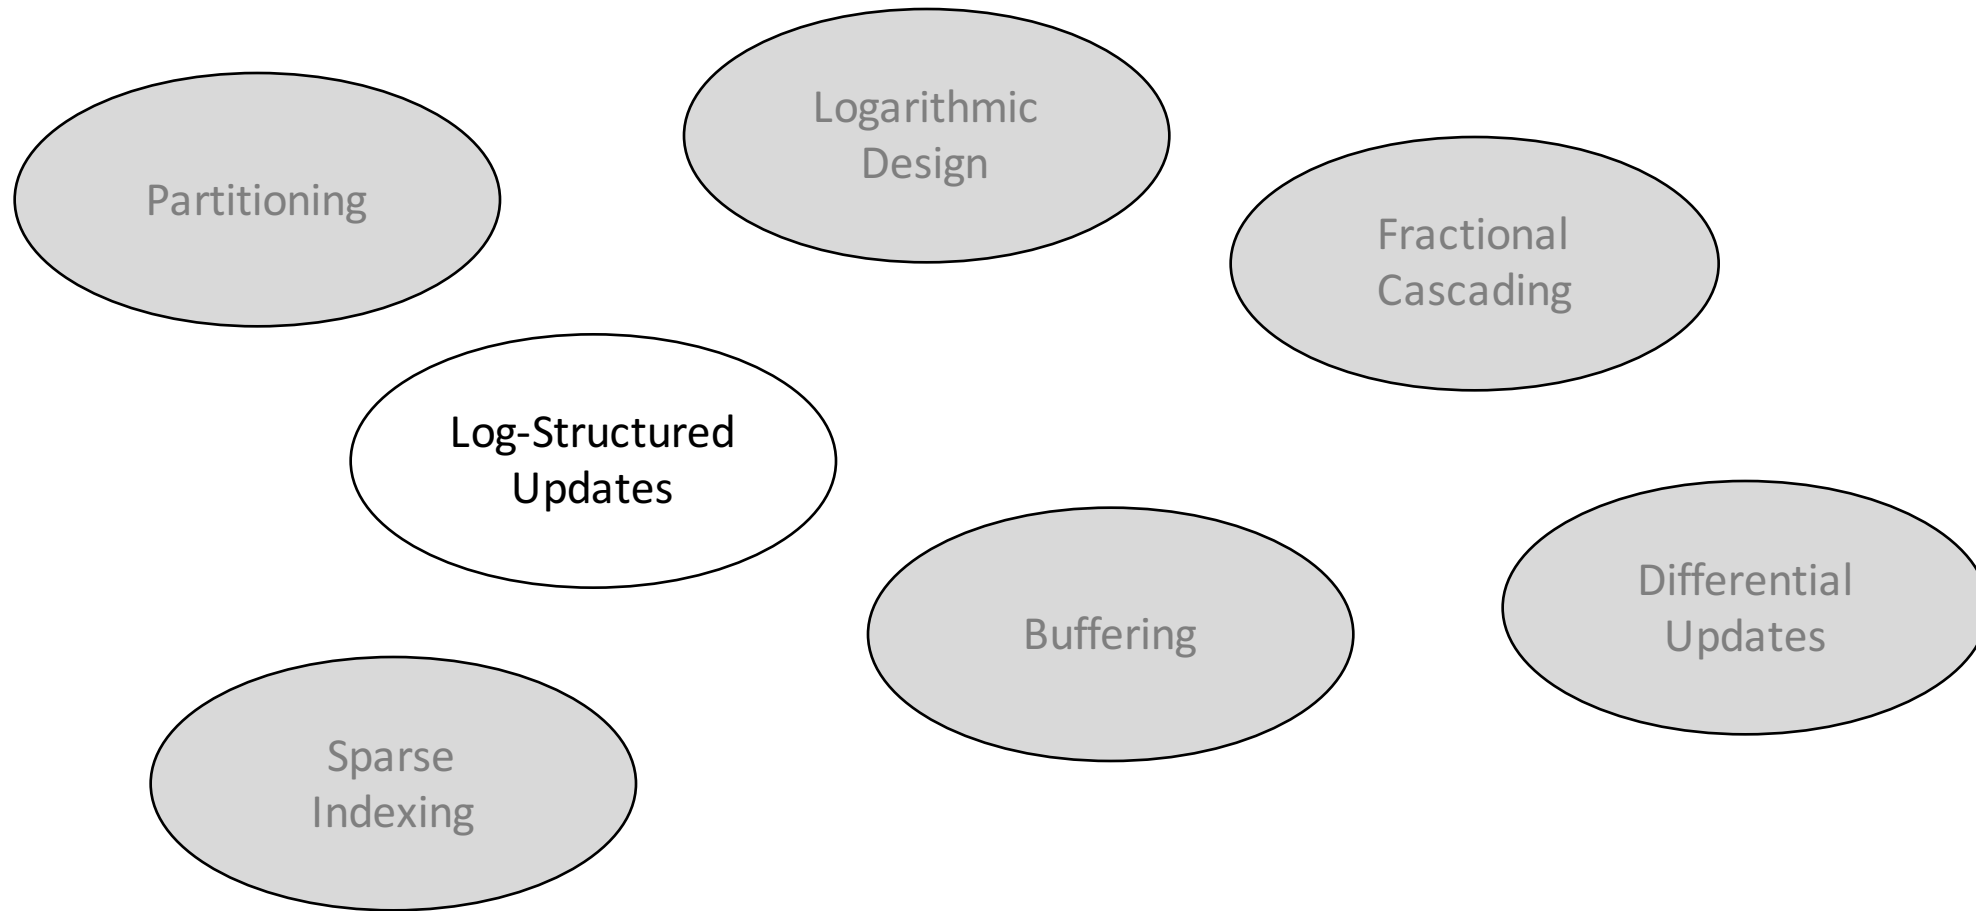 Logarithmic
Design
Partitioning
Fractional
Cascading
Log-Structured
Updates
Differential
Updates
Buffering
Sparse
Indexing